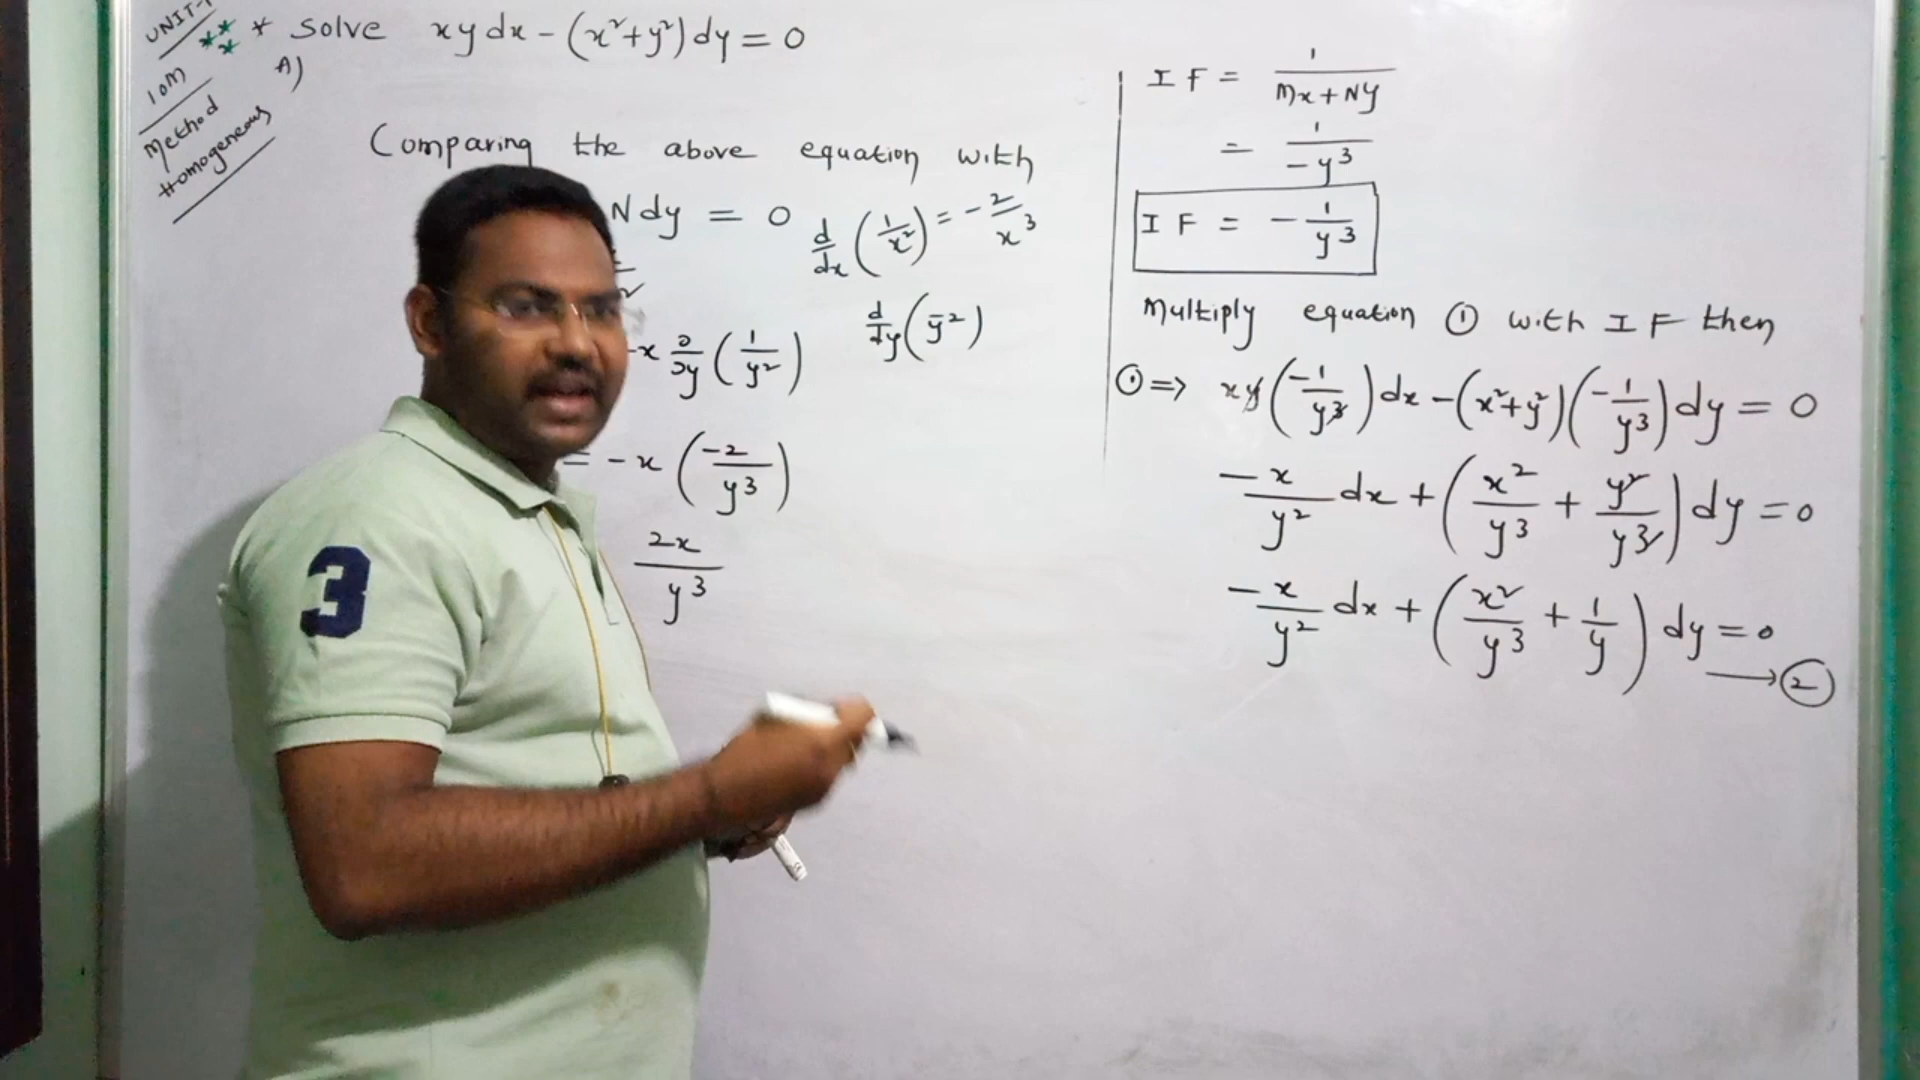 UNIT-1
10M
Method
Homogeneous
* solve xy dx - (x²+y²) dy = 0
A)
Comparing the above equation with
N dy = 0
d/dx (1/x²) = -2/x³
x ∂/∂y (1/y²)
d/dy (y⁻²)
= -x (-2/y³)
2x/y³
3
IF = 1/(Mx+Ny)
= 1/-y³
IF = -1/y³
Multiply equation ① with IF then
① => xy (-1/y³) dx - (x²+y²) (-1/y³) dy = 0
-x/y² dx + (x²/y³ + y²/y³) dy = 0
-x/y² dx + (x²/y³ + 1/y) dy = 0 → ②